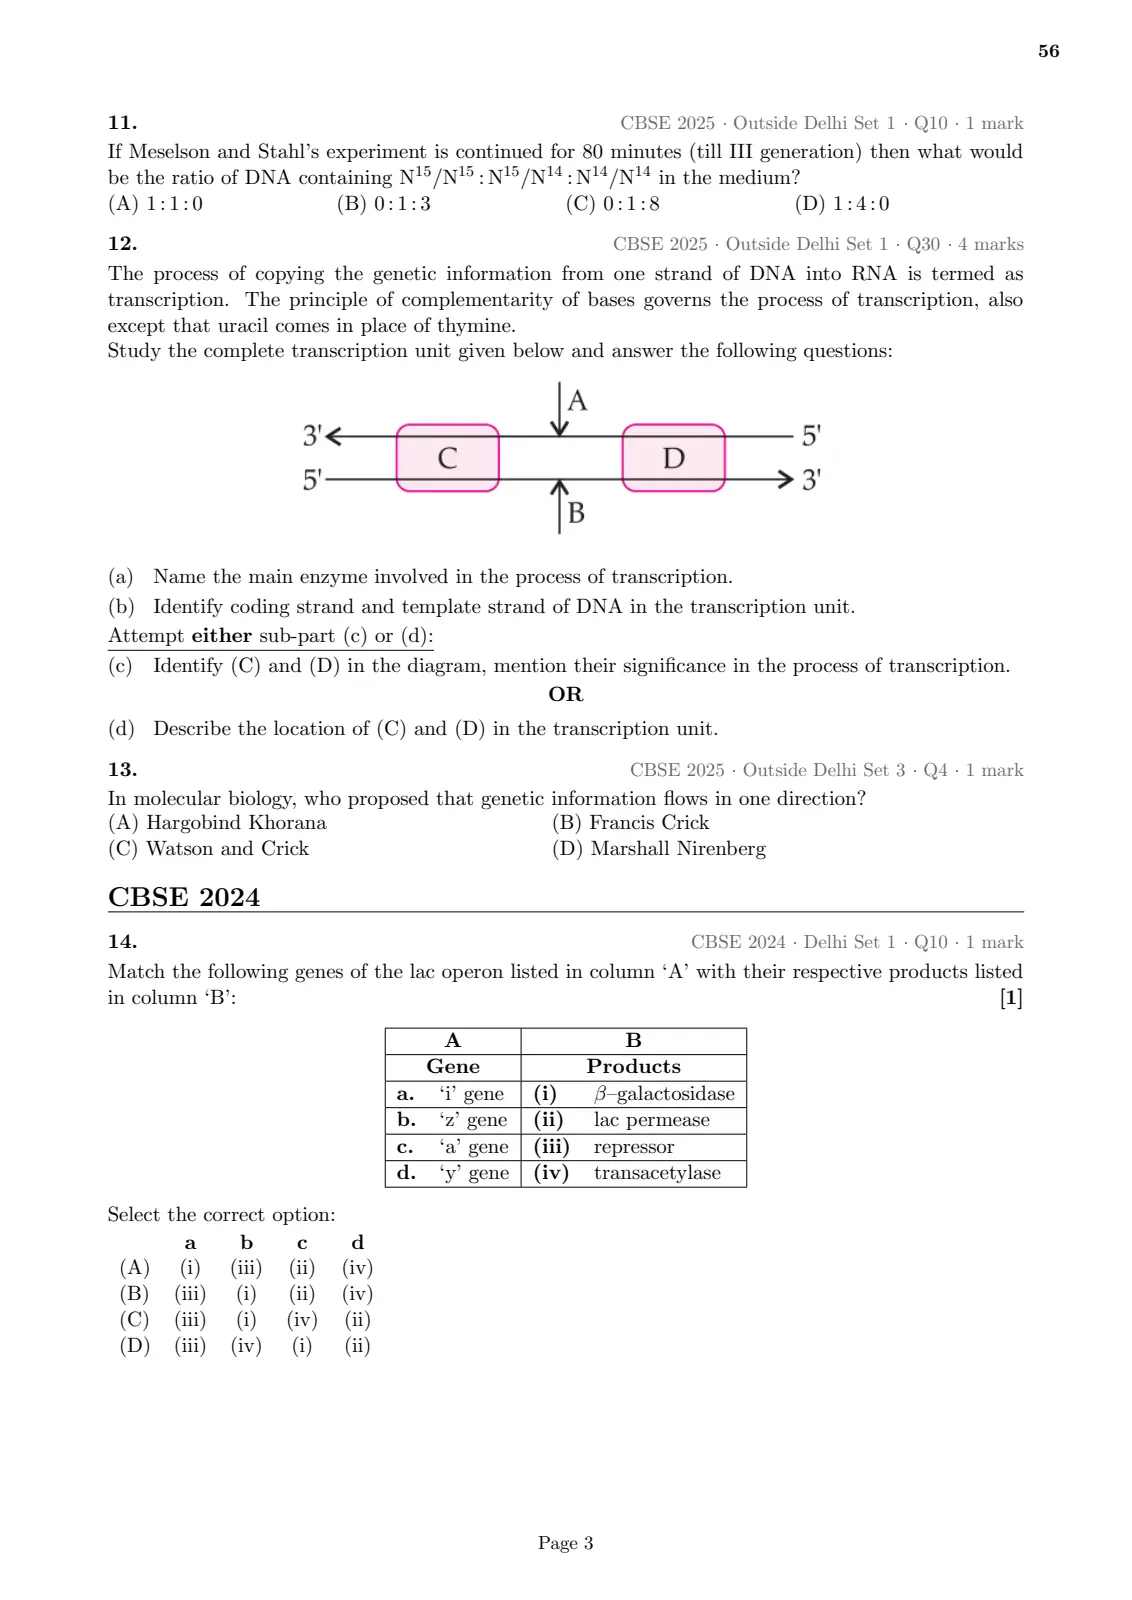 56
11. CBSE 2025 · Outside Delhi Set 1 · Q10 · 1 mark
If Meselson and Stahl's experiment is continued for 80 minutes (till III generation) then what would
be the ratio of DNA containing N¹⁵/N¹⁵ : N¹⁵/N¹⁴ : N¹⁴/N¹⁴ in the medium?
(A) 1 : 1 : 0 (B) 0 : 1 : 3 (C) 0 : 1 : 8 (D) 1 : 4 : 0
12. CBSE 2025 · Outside Delhi Set 1 · Q30 · 4 marks
The process of copying the genetic information from one strand of DNA into RNA is termed as
transcription. The principle of complementarity of bases governs the process of transcription, also
except that uracil comes in place of thymine.
Study the complete transcription unit given below and answer the following questions:
A
3' 5'
C D
5' 3'
B
(a) Name the main enzyme involved in the process of transcription.
(b) Identify coding strand and template strand of DNA in the transcription unit.
Attempt either sub-part (c) or (d):
(c) Identify (C) and (D) in the diagram, mention their significance in the process of transcription.
OR
(d) Describe the location of (C) and (D) in the transcription unit.
13. CBSE 2025 · Outside Delhi Set 3 · Q4 · 1 mark
In molecular biology, who proposed that genetic information flows in one direction?
(A) Hargobind Khorana (B) Francis Crick
(C) Watson and Crick (D) Marshall Nirenberg
CBSE 2024
14. CBSE 2024 · Delhi Set 1 · Q10 · 1 mark
Match the following genes of the lac operon listed in column ‘A’ with their respective products listed
in column ‘B’: [1]
A B
Gene Products
a. ‘i’ gene (i) β–galactosidase
b. ‘z’ gene (ii) lac permease
c. ‘a’ gene (iii) repressor
d. ‘y’ gene (iv) transacetylase
Select the correct option:
a b c d
(A) (i) (iii) (ii) (iv)
(B) (iii) (i) (ii) (iv)
(C) (iii) (i) (iv) (ii)
(D) (iii) (iv) (i) (ii)
Page 3